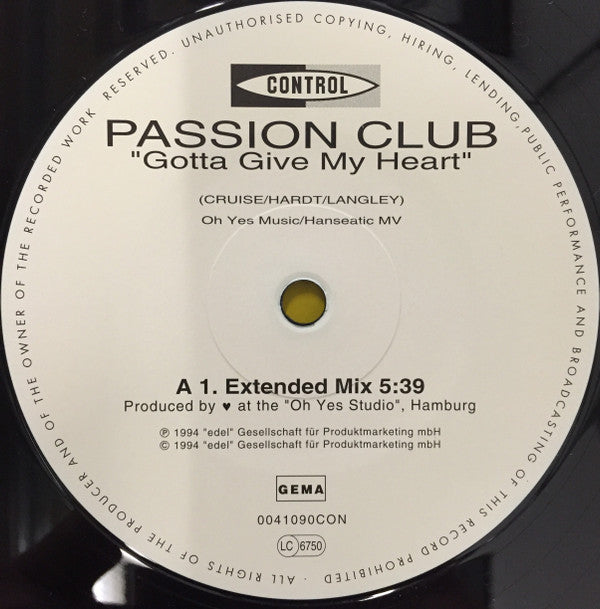 CONTROL
PASSION CLUB
"Gotta Give My Heart"
(CRUISE/HARDT/LANGLEY)
Oh Yes Music/Hanseatic MV
A 1. Extended Mix 5:39
Produced by ♥ at the "Oh Yes Studio", Hamburg
℗ 1994 "edel" Gesellschaft für Produktmarketing mbH
© 1994 "edel" Gesellschaft für Produktmarketing mbH
GEMA
0041090CON
LC 6750
· ALL RIGHTS OF THE PRODUCER AND OF THE OWNER OF THE RECORDED WORK RESERVED. UNAUTHORISED COPYING, HIRING, LENDING, PUBLIC PERFORMANCE AND BROADCASTING OF THIS RECORD PROHIBITED